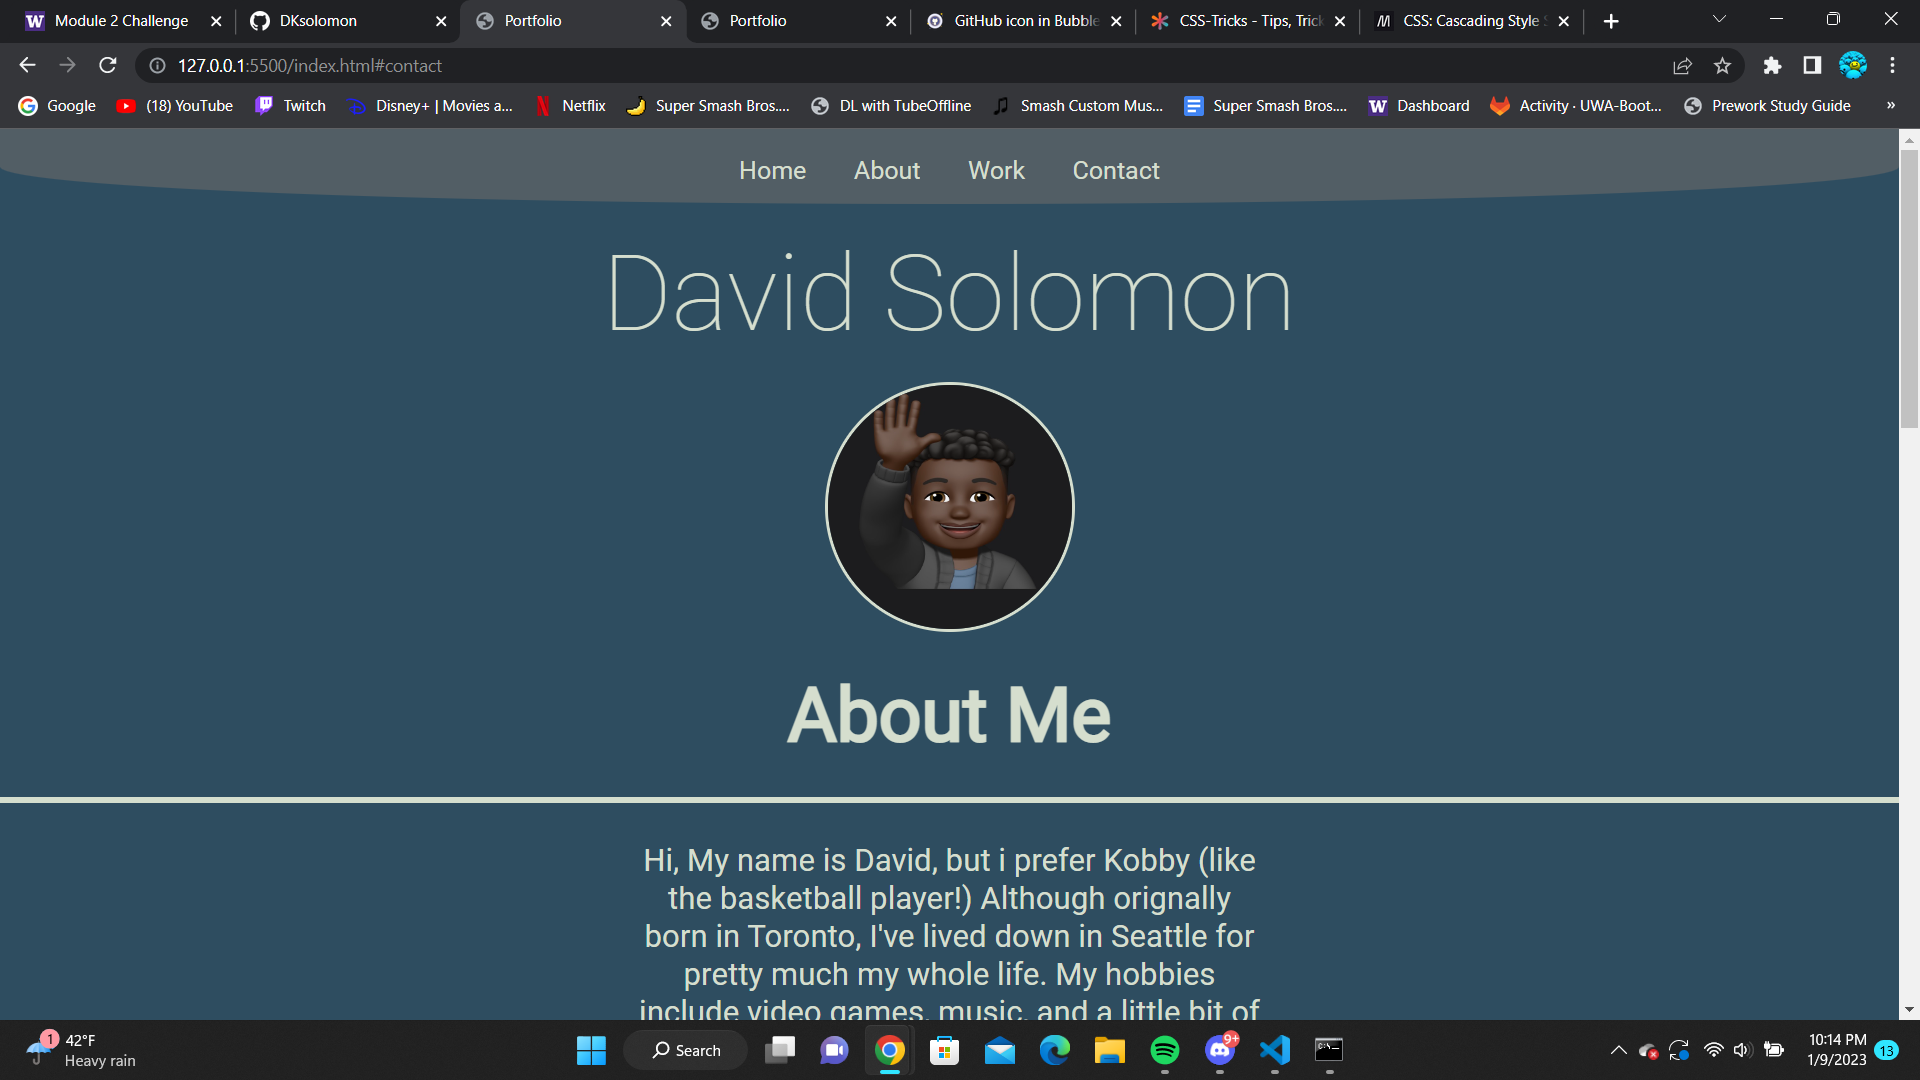 Module 2 Challenge
DKsolomon
Portfolio
Portfolio
GitHub icon in Bubble
CSS-Tricks - Tips, Tric
CSS: Cascading Style S
127.0.0.1:5500/index.html#contact
Google
(18) YouTube
Twitch
Disney+ | Movies a...
Netflix
Super Smash Bros....
DL with TubeOffline
Smash Custom Mus...
Super Smash Bros....
Dashboard
Activity · UWA-Boot...
Prework Study Guide
»
Home About Work Contact
David Solomon
About Me
Hi, My name is David, but i prefer Kobby (like
the basketball player!) Although orignally
born in Toronto, I've lived down in Seattle for
pretty much my whole life. My hobbies
include video games, music, and a little bit of
1
42°F
Heavy rain
Search
9+
10:14 PM
1/9/2023
13